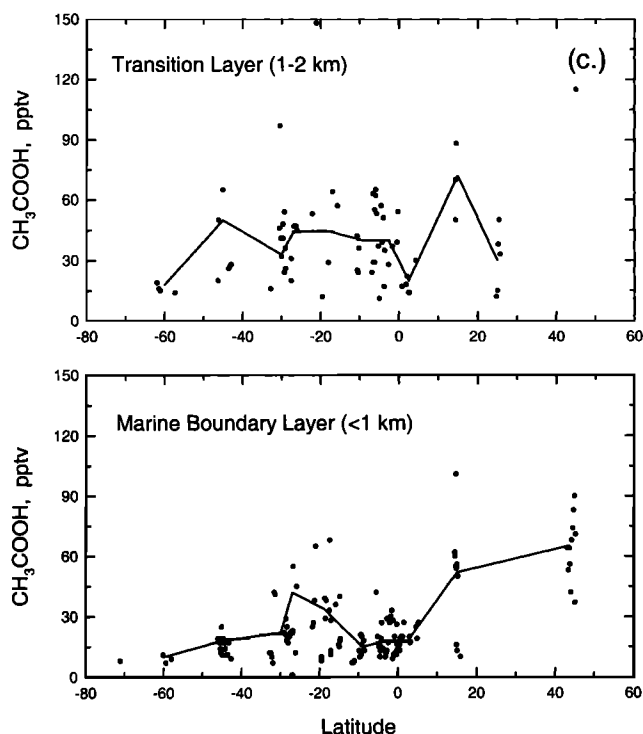 150
120
90
60
30
0
CH₃COOH, pptv
Transition Layer (1-2 km)
(c.)
-80 -60 -40 -20 0 20 40 60
150
120
90
60
30
0
CH₃COOH, pptv
Marine Boundary Layer (<1 km)
-80 -60 -40 -20 0 20 40 60
Latitude